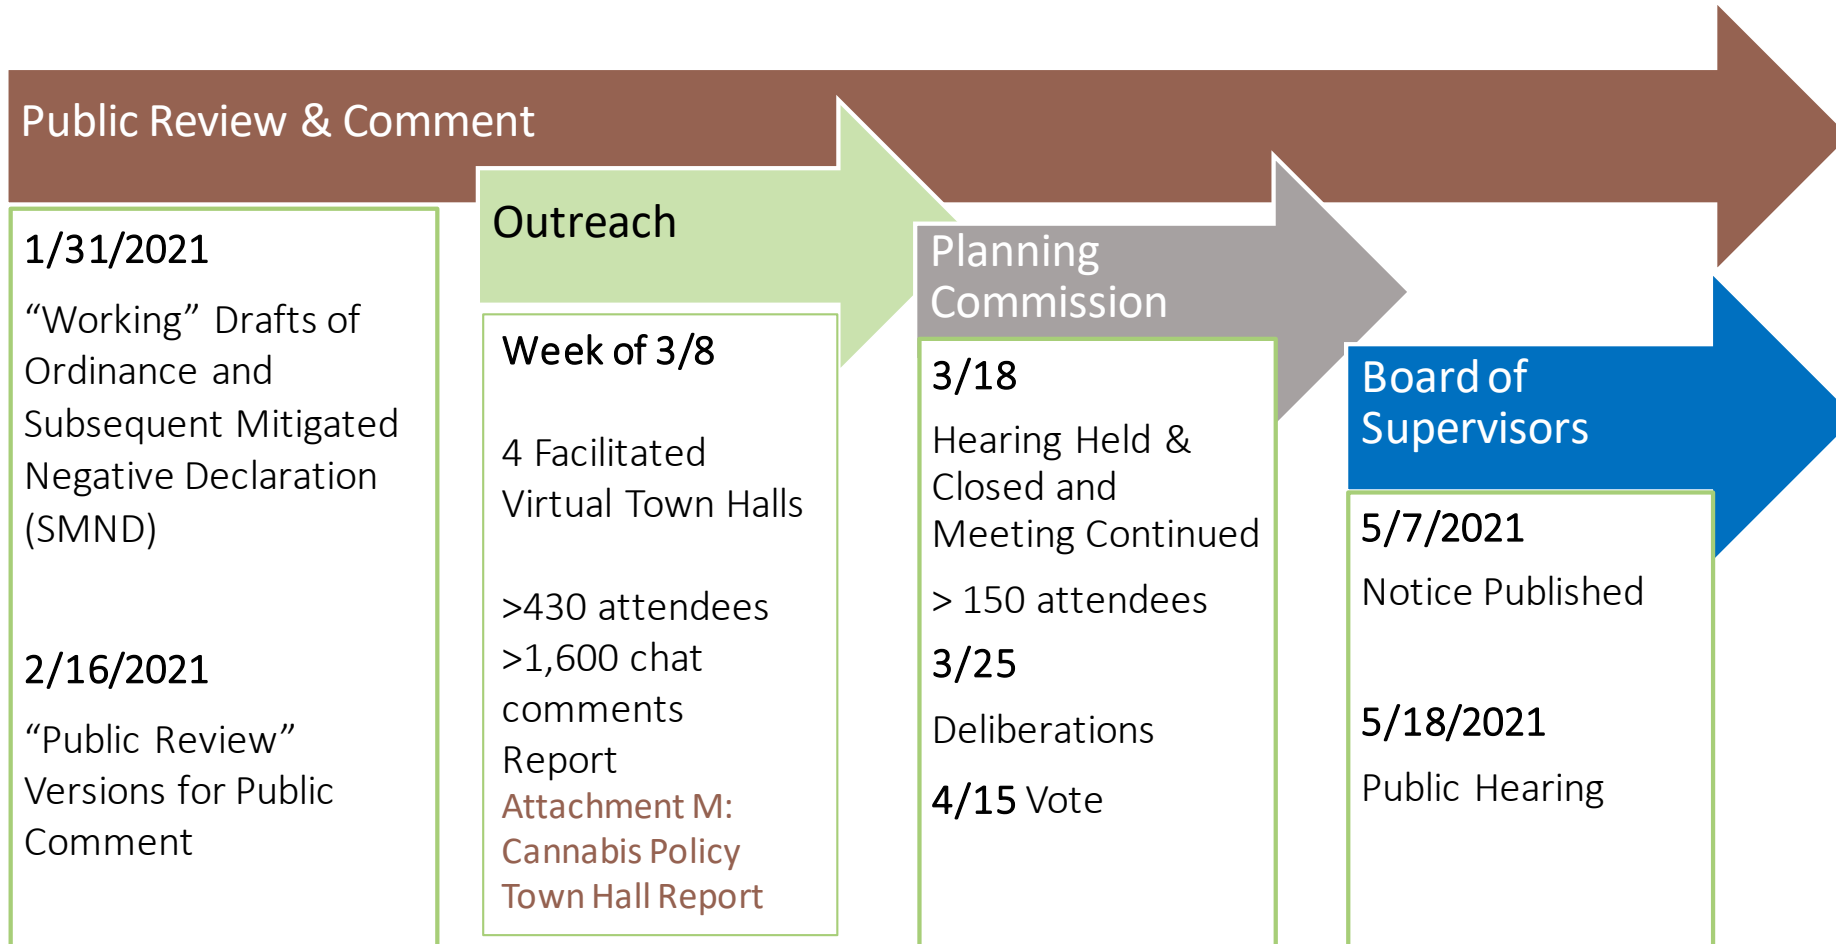 Public Review & Comment
1/31/2021
“Working” Drafts of
Ordinance and
Subsequent Mitigated
Negative Declaration
(SMND)
2/16/2021
“Public Review”
Versions for Public
Comment
Outreach
Week of 3/8
4 Facilitated
Virtual Town Halls
>430 attendees
>1,600 chat
comments
Report
Attachment M:
Cannabis Policy
Town Hall Report
Planning
Commission
3/18
Hearing Held &
Closed and
Meeting Continued
> 150 attendees
3/25
Deliberations
4/15 Vote
Board of
Supervisors
5/7/2021
Notice Published
5/18/2021
Public Hearing